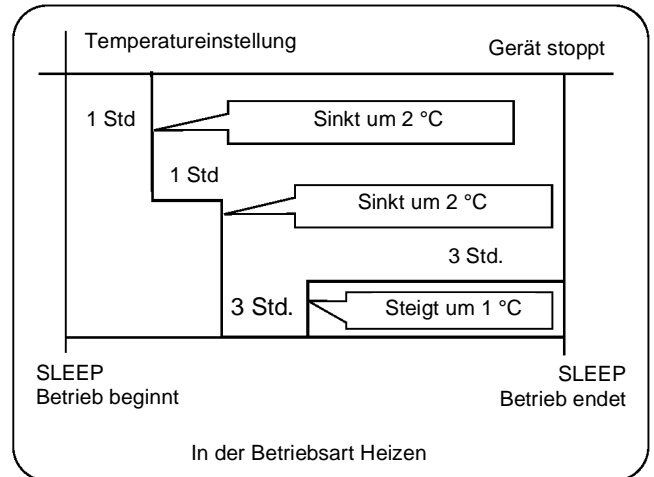 Temperatureinstellung
Gerät stoppt
1 Std
Sinkt um 2 °C
1 Std
Sinkt um 2 °C
3 Std.
3 Std.
Steigt um 1 °C
SLEEP
Betrieb beginnt
SLEEP
Betrieb endet
In der Betriebsart Heizen